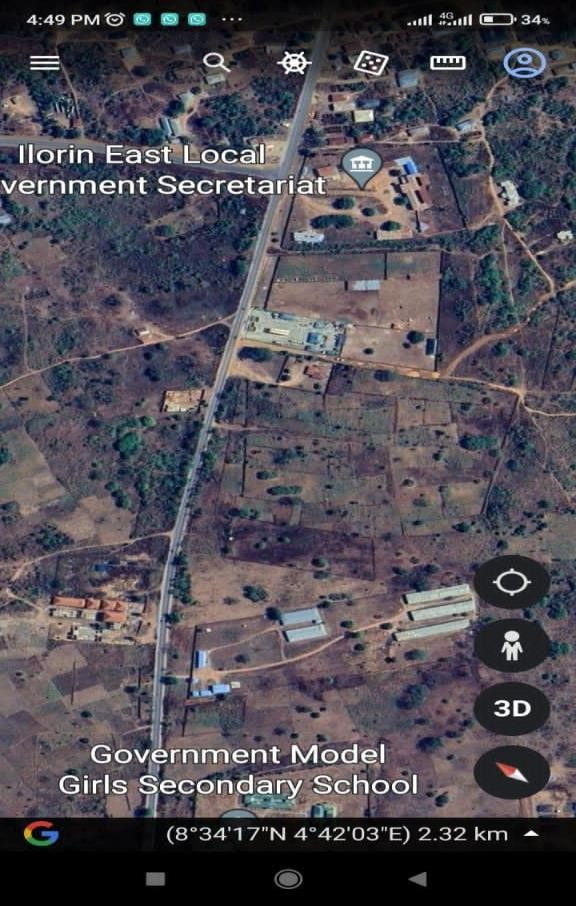 4:49 PM
4G
34%
Ilorin East Local
vernment Secretariat
3D
Government Model
Girls Secondary School
G (8°34'17"N 4°42'03"E) 2.32 km